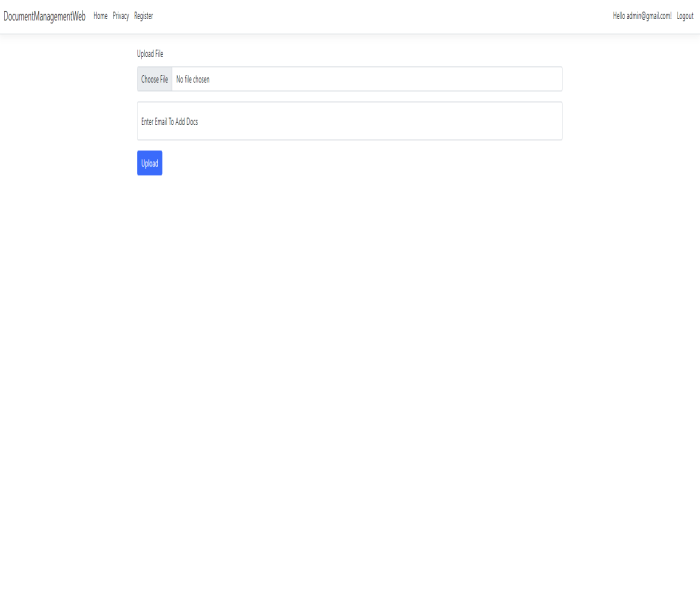 DocumentManagementWeb Home Privacy Register Hello admin@gmail.com! Logout
Upload File
Choose File No file chosen
Enter Email To Add Docs
Upload